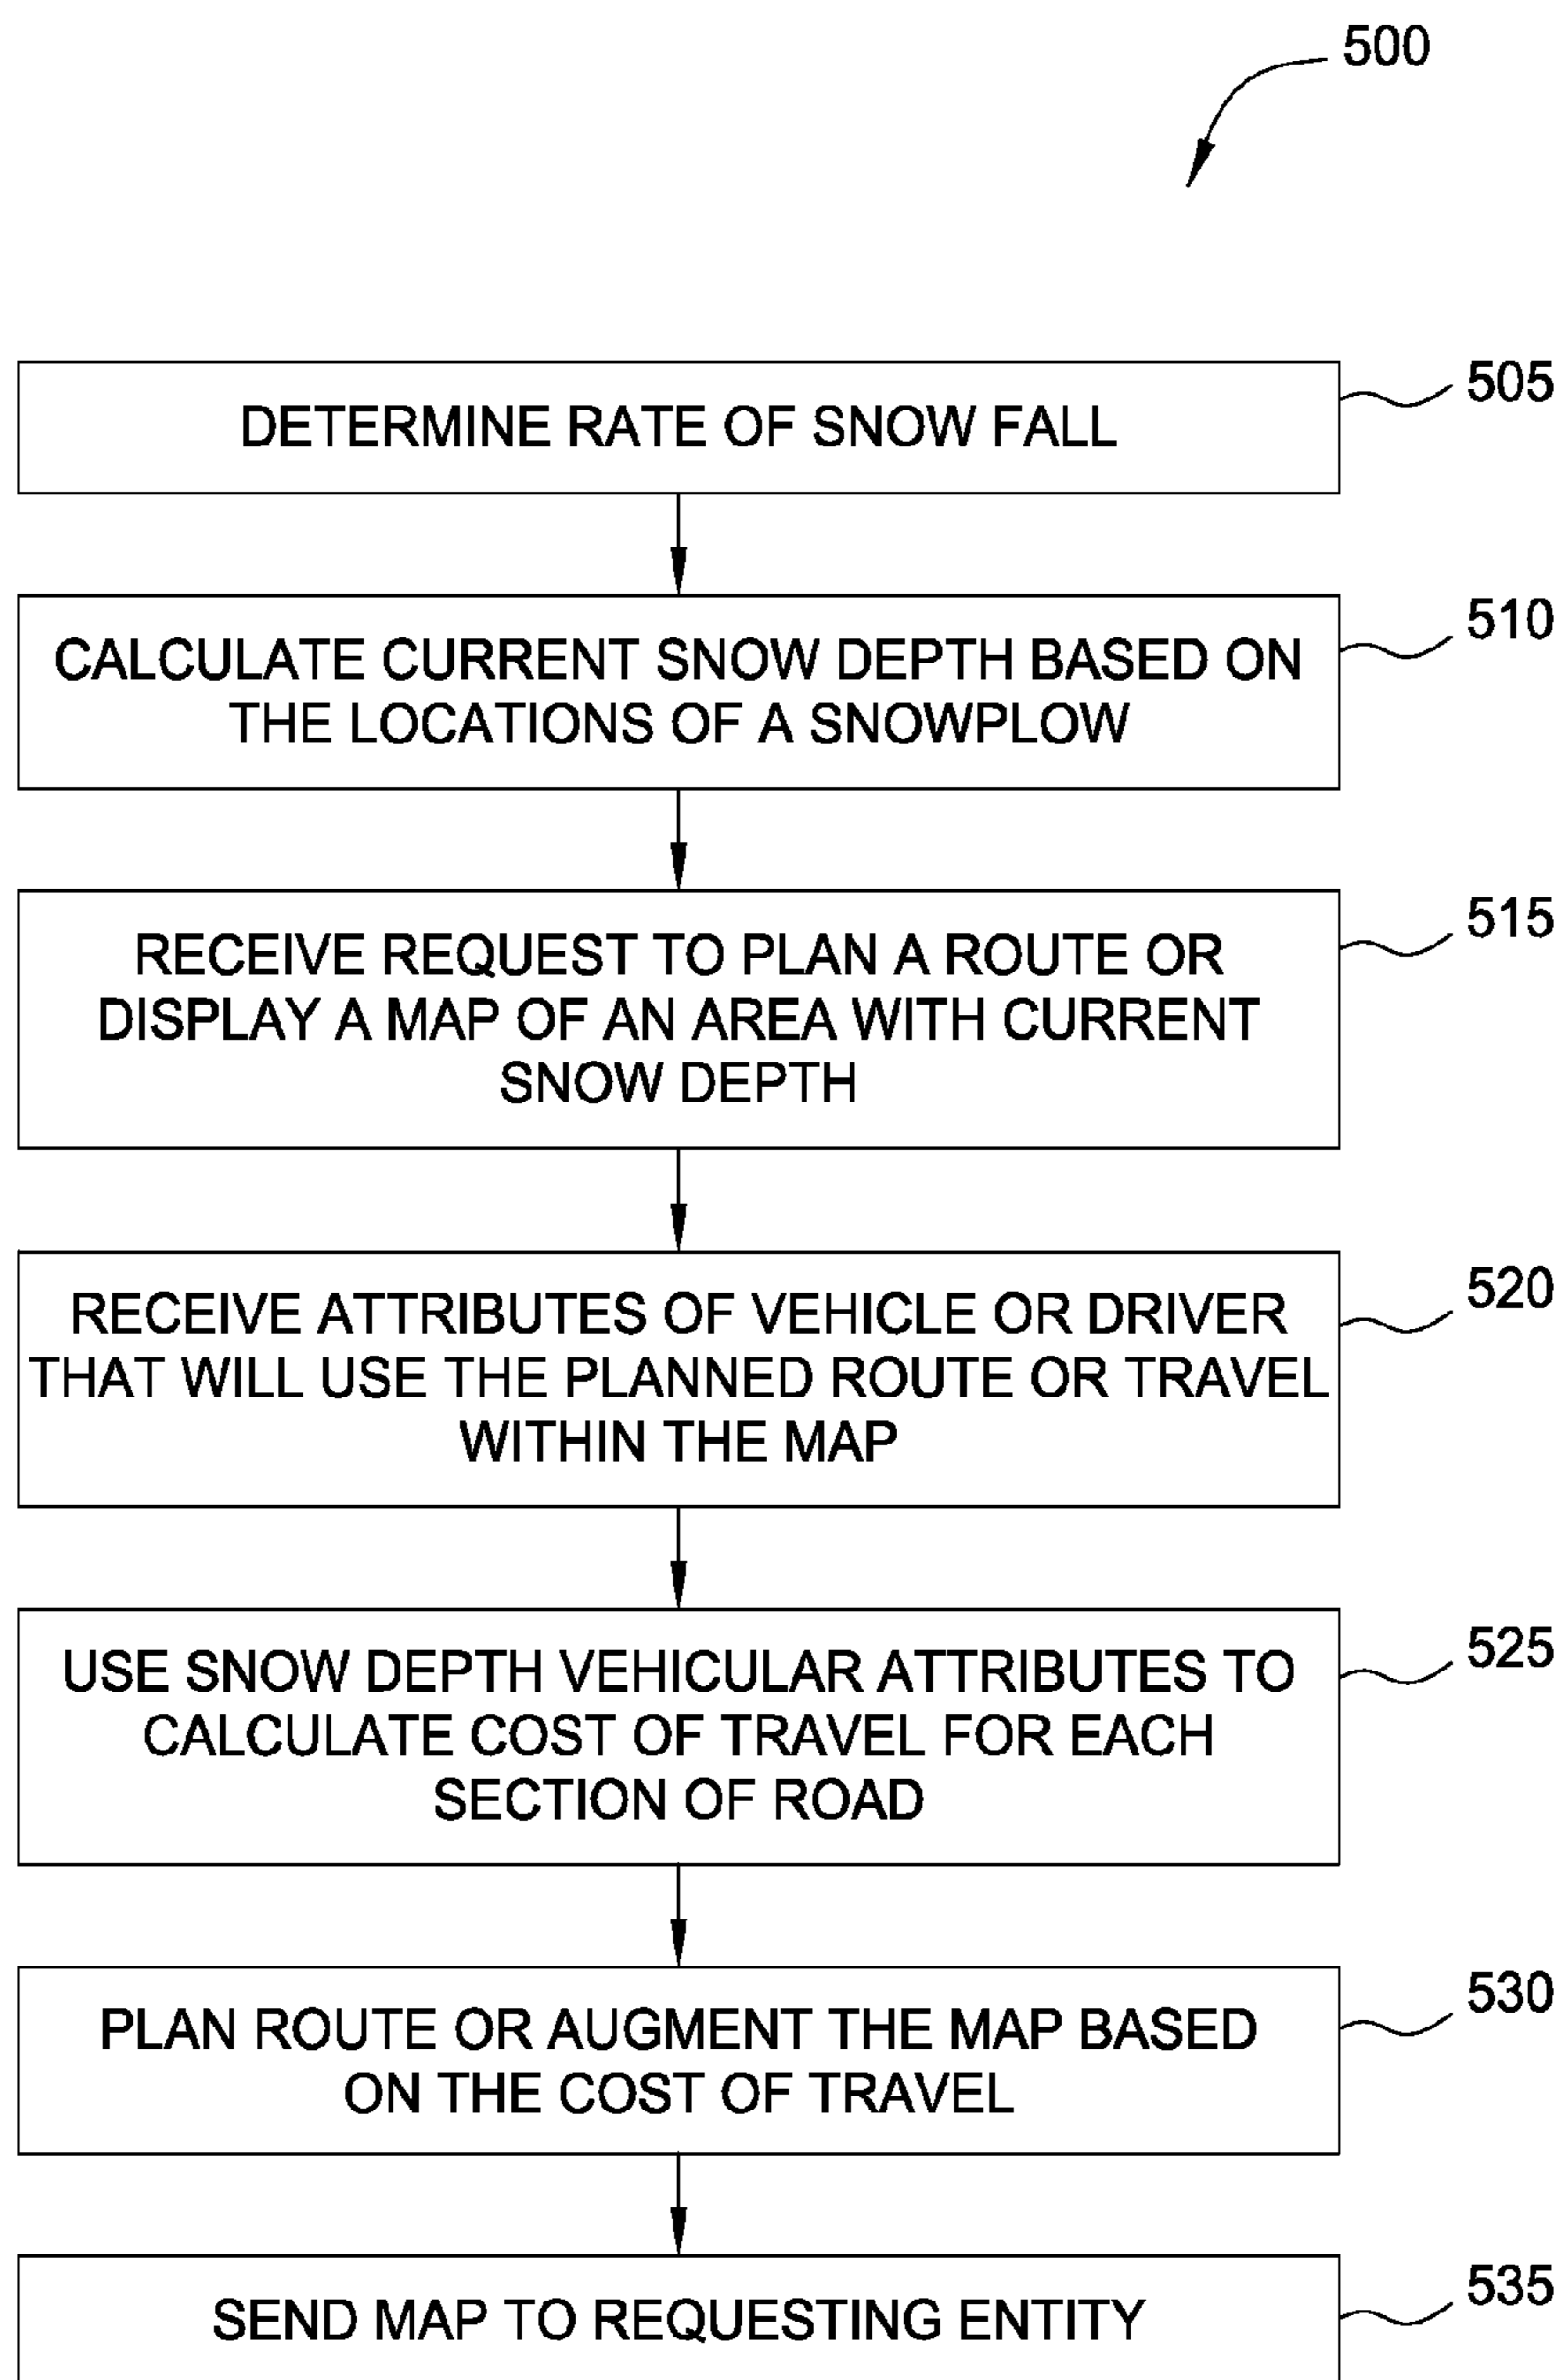 500
DETERMINE RATE OF SNOW FALL
505
CALCULATE CURRENT SNOW DEPTH BASED ON
THE LOCATIONS OF A SNOWPLOW
510
RECEIVE REQUEST TO PLAN A ROUTE OR
DISPLAY A MAP OF AN AREA WITH CURRENT
SNOW DEPTH
515
RECEIVE ATTRIBUTES OF VEHICLE OR DRIVER
THAT WILL USE THE PLANNED ROUTE OR TRAVEL
WITHIN THE MAP
520
USE SNOW DEPTH VEHICULAR ATTRIBUTES TO
CALCULATE COST OF TRAVEL FOR EACH
SECTION OF ROAD
525
PLAN ROUTE OR AUGMENT THE MAP BASED
ON THE COST OF TRAVEL
530
SEND MAP TO REQUESTING ENTITY
535